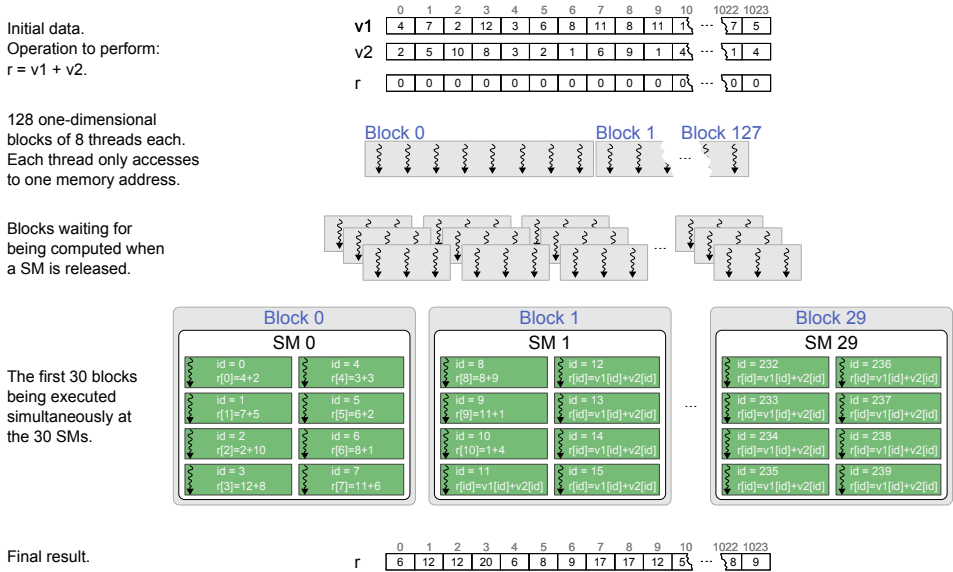 Initial data.
Operation to perform:
r = v1 + v2.
0 1 2 3 4 5 6 7 8 9 10 1022 1023
v1 4 7 2 12 3 6 8 11 8 11 1 ... 7 5
v2 2 5 10 8 3 2 1 6 9 1 4 ... 1 4
r 0 0 0 0 0 0 0 0 0 0 0 ... 0 0
128 one-dimensional
blocks of 8 threads each.
Each thread only accesses
to one memory address.
Block 0 Block 1 Block 127
...
Blocks waiting for
being computed when
a SM is released.
...
The first 30 blocks
being executed
simultaneously at
the 30 SMs.
Block 0
SM 0
id = 0
r[0]=4+2
id = 1
r[1]=7+5
id = 2
r[2]=2+10
id = 3
r[3]=12+8
id = 4
r[4]=3+3
id = 5
r[5]=6+2
id = 6
r[6]=8+1
id = 7
r[7]=11+6
Block 1
SM 1
id = 8
r[8]=8+9
id = 9
r[9]=11+1
id = 10
r[10]=1+4
id = 11
r[id]=v1[id]+v2[id]
id = 12
r[id]=v1[id]+v2[id]
id = 13
r[id]=v1[id]+v2[id]
id = 14
r[id]=v1[id]+v2[id]
id = 15
r[id]=v1[id]+v2[id]
...
Block 29
SM 29
id = 232
r[id]=v1[id]+v2[id]
id = 233
r[id]=v1[id]+v2[id]
id = 234
r[id]=v1[id]+v2[id]
id = 235
r[id]=v1[id]+v2[id]
id = 236
r[id]=v1[id]+v2[id]
id = 237
r[id]=v1[id]+v2[id]
id = 238
r[id]=v1[id]+v2[id]
id = 239
r[id]=v1[id]+v2[id]
Final result.
0 1 2 3 4 5 6 7 8 9 10 1022 1023
r 6 12 12 20 6 8 9 17 17 12 5 ... 8 9